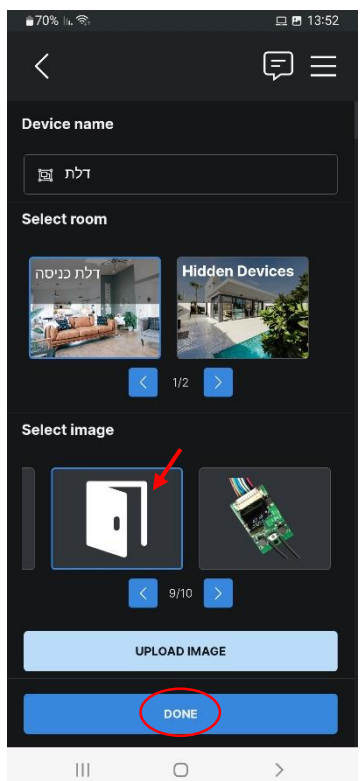 70% 13:52
Device name
דלת
Select room
דלת כניסה
Hidden Devices
1/2
Select image
9/10
UPLOAD IMAGE
DONE